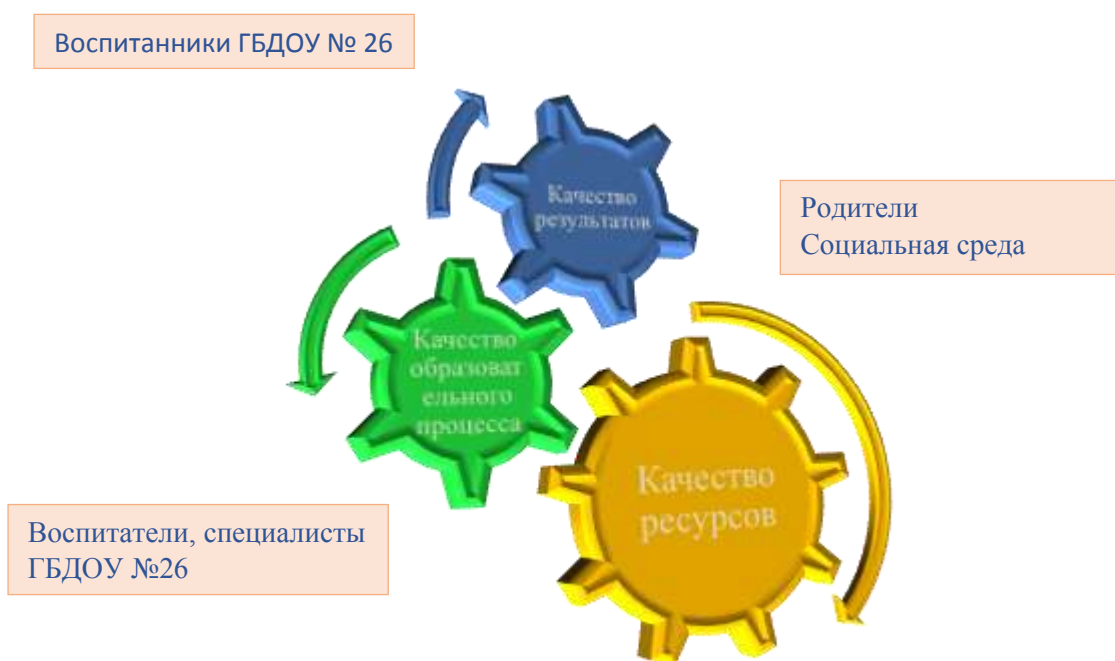 Воспитанники ГБДОУ № 26
Качество
результатов
Родители
Социальная среда
Качество
образоват
ельного
процесса
Качество
ресурсов
Воспитатели, специалисты
ГБДОУ №26